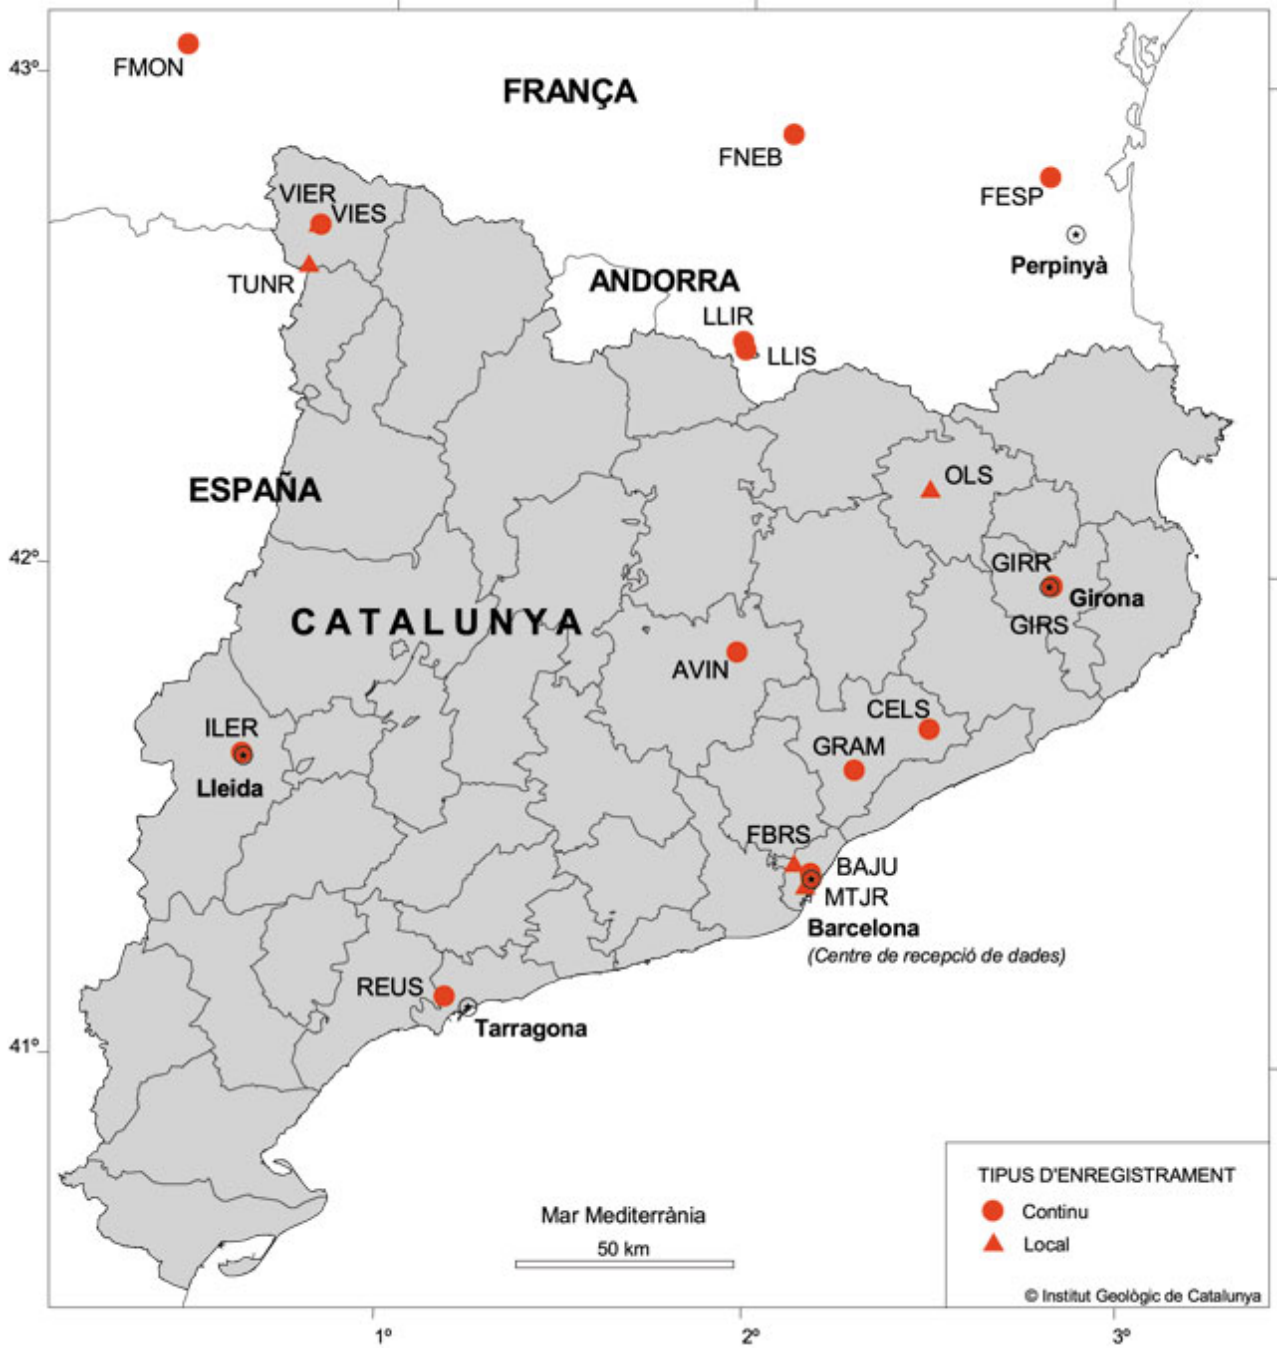 43º
FMON
FRANÇA
FNEB
FESP
VIER
VIES
TUNR
Perpinyà
ANDORRA
LLIR
LLIS
ESPAÑA
OLS
42º
GIRR
Girona
GIRS
CATALUNYA
AVIN
CELS
ILER
GRAM
Lleida
FBRS
BAJU
MTJR
Barcelona
(Centre de recepció de dades)
REUS
Tarragona
41º
TIPUS D'ENREGISTRAMENT
Continu
Local
Mar Mediterrània
50 km
© Institut Geològic de Catalunya
1º
2º
3º